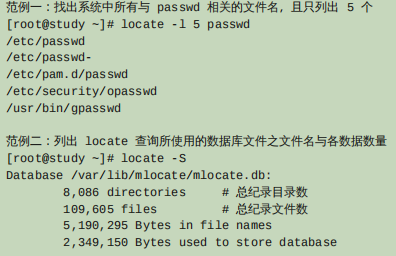 范例一：找出系统中所有与 passwd 相关的文件名，且只列出 5 个
[root@study ~]# locate -l 5 passwd
/etc/passwd
/etc/passwd-
/etc/pam.d/passwd
/etc/security/opasswd
/usr/bin/gpasswd
范例二：列出 locate 查询所使用的数据库文件之文件名与各数据数量
[root@study ~]# locate -S
Database /var/lib/mlocate/mlocate.db:
8,086 directories # 总纪录目录数
109,605 files # 总纪录文件数
5,190,295 Bytes in file names
2,349,150 Bytes used to store database